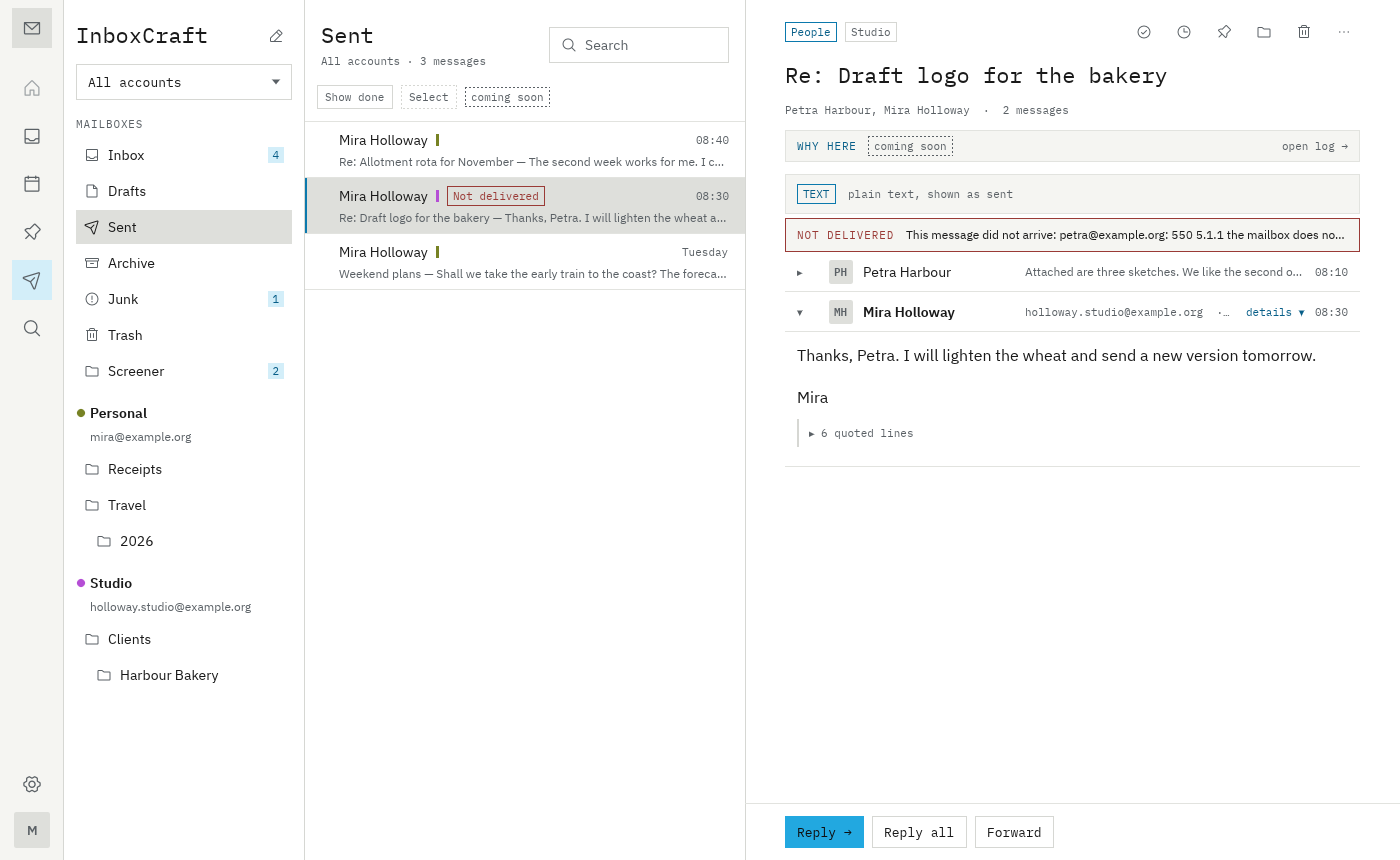 InboxCraft
All accounts
MAILBOXES
Inbox 4
Drafts
Sent
Archive
Junk 1
Trash
Screener 2
Personal
mira@example.org
Receipts
Travel
2026
Studio
holloway.studio@example.org
Clients
Harbour Bakery
M
Sent
All accounts · 3 messages
Search
Show done Select coming soon
Mira Holloway 08:40
Re: Allotment rota for November — The second week works for me. I c…
Mira Holloway Not delivered 08:30
Re: Draft logo for the bakery — Thanks, Petra. I will lighten the wheat a…
Mira Holloway Tuesday
Weekend plans — Shall we take the early train to the coast? The foreca…
People Studio
Re: Draft logo for the bakery
Petra Harbour, Mira Holloway · 2 messages
WHY HERE coming soon open log →
TEXT plain text, shown as sent
NOT DELIVERED This message did not arrive: petra@example.org: 550 5.1.1 the mailbox does no…
▸ PH Petra Harbour Attached are three sketches. We like the second o… 08:10
▾ MH Mira Holloway holloway.studio@example.org ·… details ▾ 08:30
Thanks, Petra. I will lighten the wheat and send a new version tomorrow.
Mira
▸ 6 quoted lines
Reply → Reply all Forward